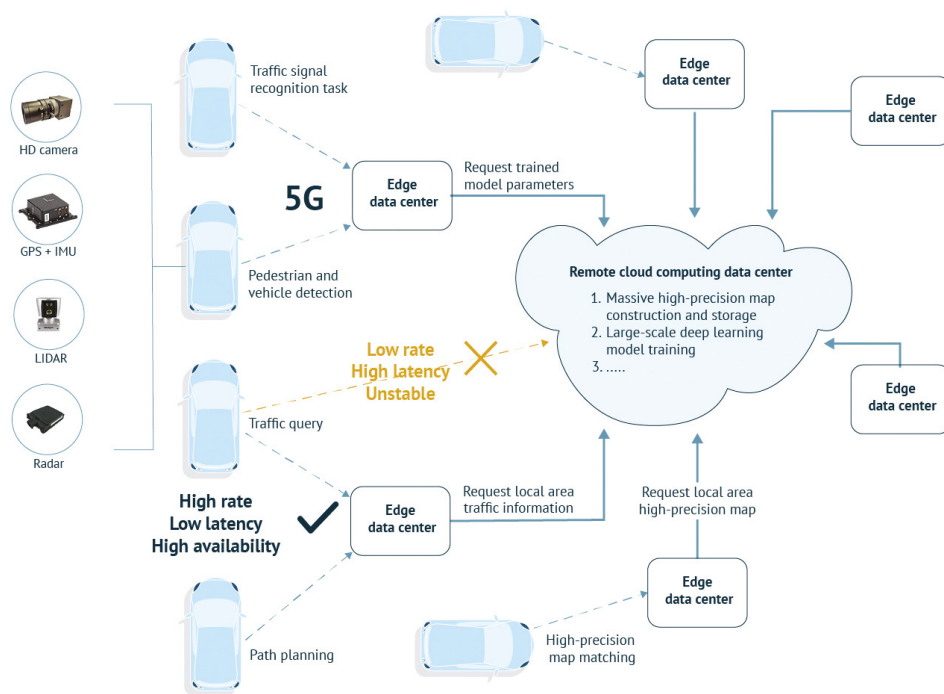 HD camera
GPS + IMU
LIDAR
Radar
Traffic signal
recognition task
5G
Pedestrian and
vehicle detection
Edge
data center
Request trained
model parameters
Edge
data center
Edge
data center
Remote cloud computing data center
1. Massive high-precision map
construction and storage
2. Large-scale deep learning
model training
3. .....
Low rate
High Latency
Unstable
Edge
data center
Traffic query
High rate
Low latency
High availability
Edge
data center
Request local area
traffic information
Request local area
high-precision map
Path planning
Edge
data center
High-precision
map matching